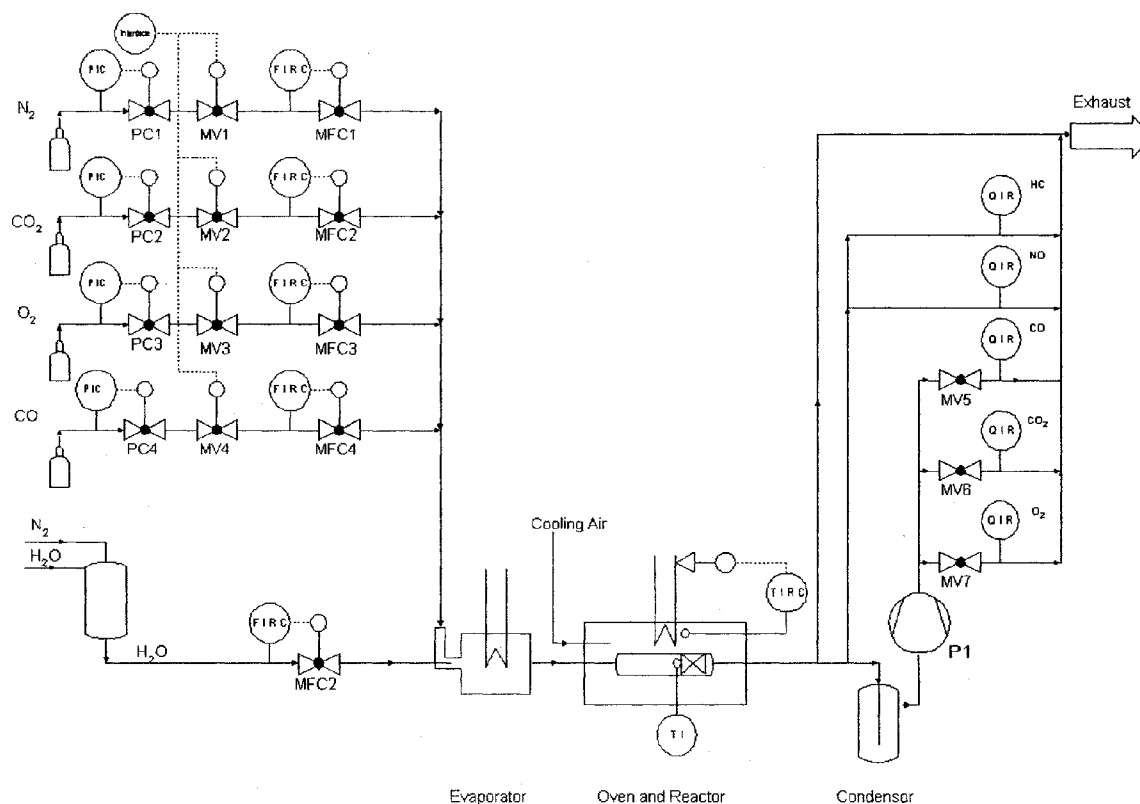 Interface
PIC
FIRC
N2
PC1
MV1
MFC1
Exhaust
PIC
FIRC
QIR
HC
CO2
PC2
MV2
MFC2
QIR
NO
PIC
FIRC
O2
PC3
MV3
MFC3
QIR
CO
PIC
FIRC
CO
PC4
MV4
MFC4
MV5
QIR
CO2
MV6
N2
Cooling Air
QIR
O2
H2O
MV7
TIRC
FIRC
H2O
MFC2
P1
TI
Evaporator
Oven and Reactor
Condensor